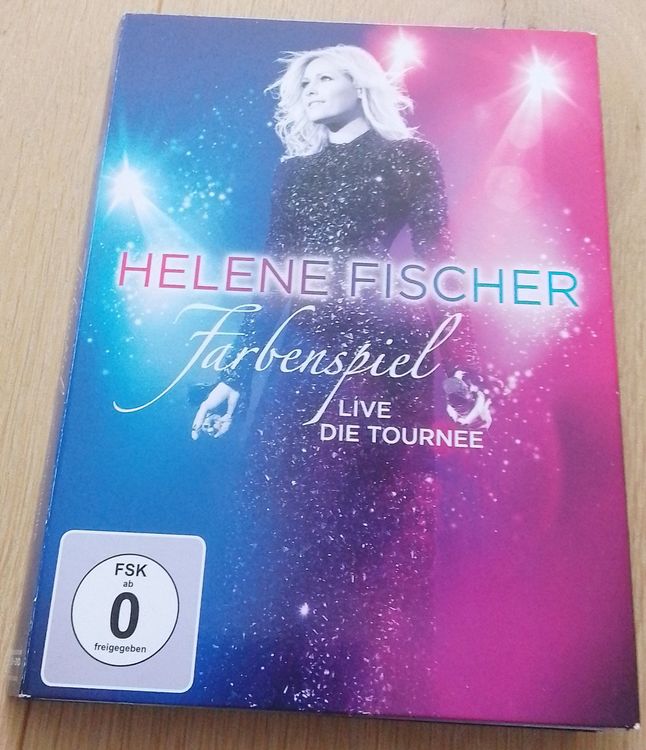 HELENE FISCHER
Farbenspiel
LIVE
DIE TOURNEE
FSK
ab
0
freigegeben